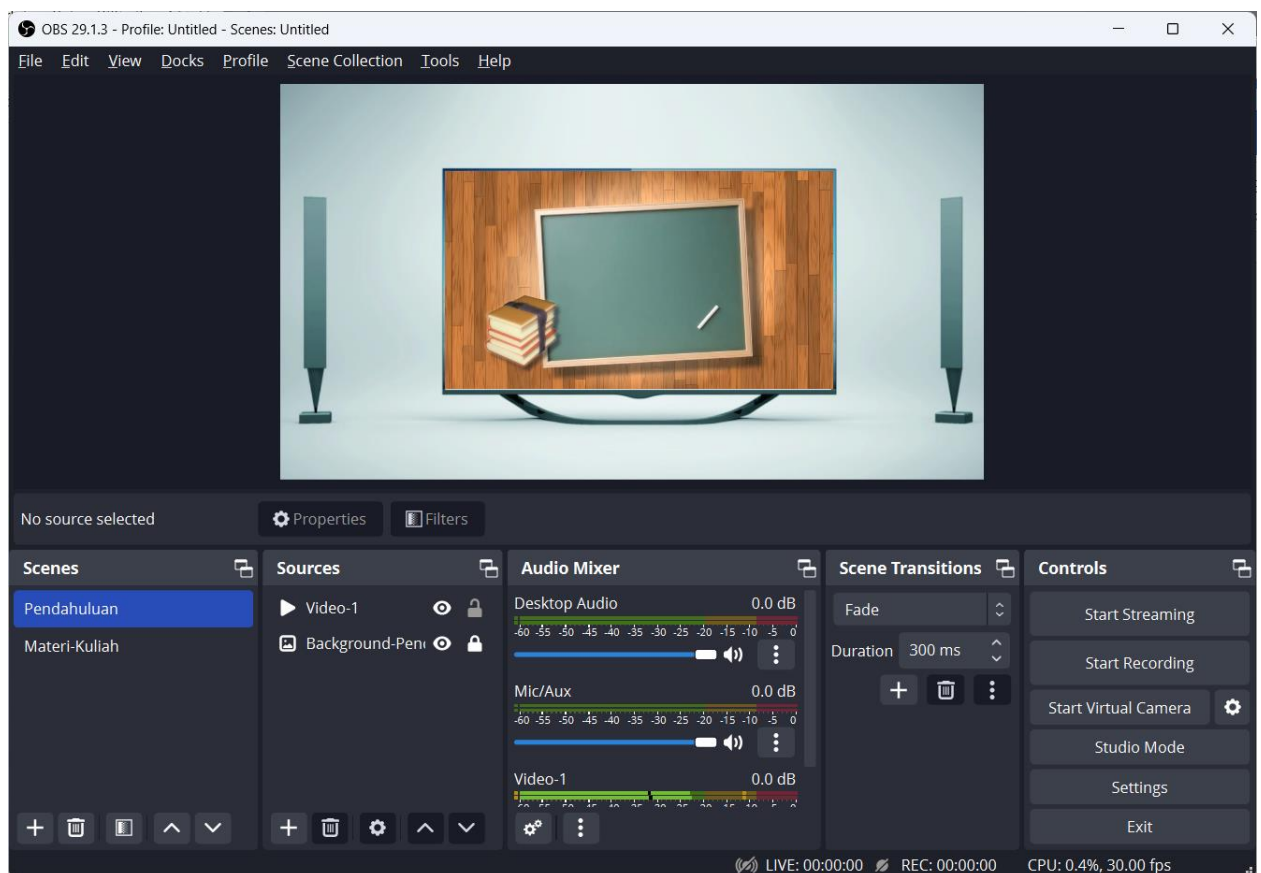 OBS 29.1.3 - Profile: Untitled - Scenes: Untitled
File Edit View Docks Profile Scene Collection Tools Help
No source selected
Properties
Filters
Scenes
Pendahuluan
Materi-Kuliah
Sources
Video-1
Background-Pen
Audio Mixer
Desktop Audio 0.0 dB
-60 -55 -50 -45 -40 -35 -30 -25 -20 -15 -10 -5 0
Mic/Aux 0.0 dB
-60 -55 -50 -45 -40 -35 -30 -25 -20 -15 -10 -5 0
Video-1 0.0 dB
Scene Transitions
Fade
Duration 300 ms
Controls
Start Streaming
Start Recording
Start Virtual Camera
Studio Mode
Settings
Exit
LIVE: 00:00:00 REC: 00:00:00 CPU: 0.4%, 30.00 fps